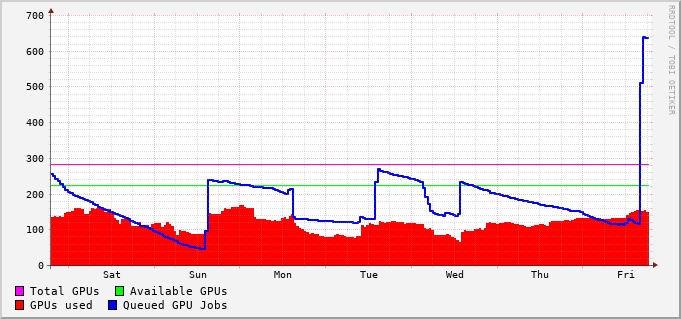 700
600
500
400
300
200
100
0
Sat Sun Mon Tue Wed Thu Fri
Total GPUs Available GPUs
GPUs used Queued GPU Jobs
RRDTOOL / TOBI OETIKER